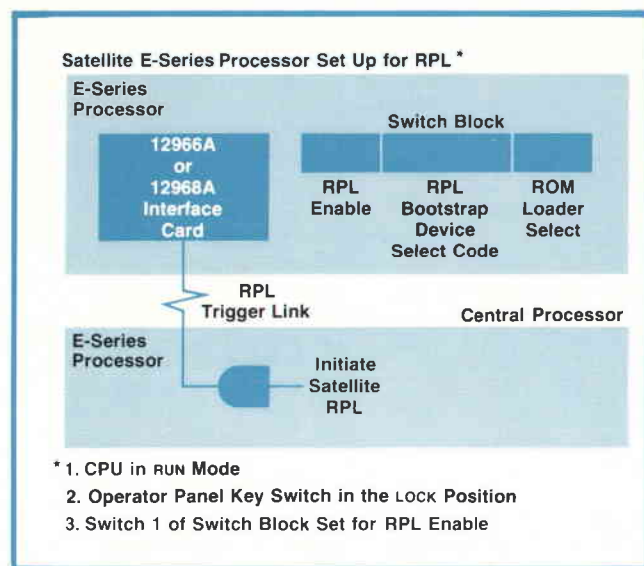 Satellite E-Series Processor Set Up for RPL *
E-Series
Processor
12966A
or
12968A
Interface
Card
Switch Block
RPL
Enable
RPL
Bootstrap
Device
Select Code
ROM
Loader
Select
RPL
Trigger Link
Central Processor
E-Series
Processor
Initiate
Satellite
RPL
* 1. CPU in RUN Mode
2. Operator Panel Key Switch in the LOCK Position
3. Switch 1 of Switch Block Set for RPL Enable